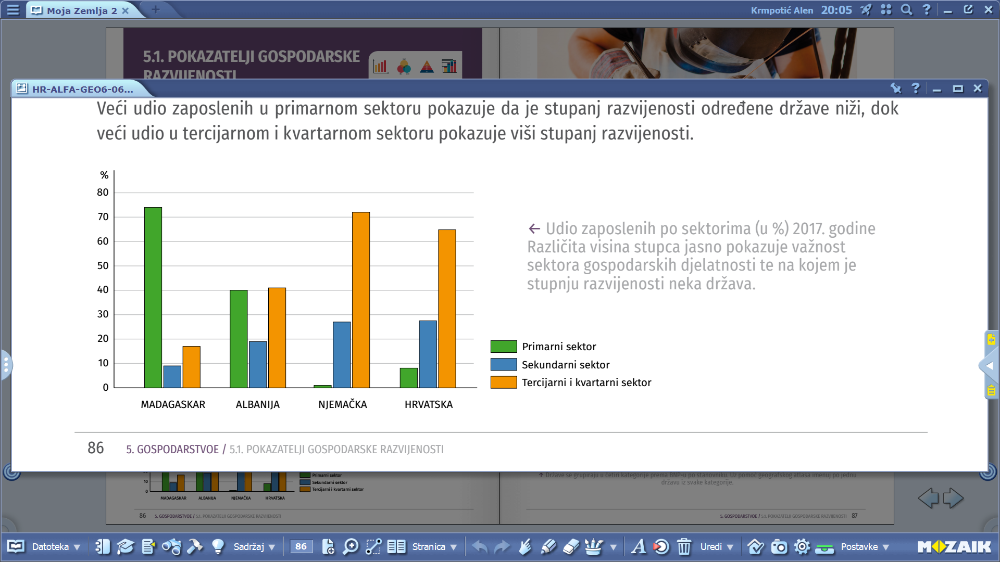 Moja Zemlja 2
Krmpotić Alen 20:05
5.1. POKAZATELJI GOSPODARSKE
RAZVIJENOSTI
HR-ALFA-GEO6-06...
Veći udio zaposlenih u primarnom sektoru pokazuje da je stupanj razvijenosti određene države niži, dok
veći udio u tercijarnom i kvartarnom sektoru pokazuje viši stupanj razvijenosti.
%
80
70
60
50
40
30
20
10
0
MADAGASKAR ALBANIJA NJEMAČKA HRVATSKA
← Udio zaposlenih po sektorima (u %) 2017. godine
Različita visina stupca jasno pokazuje važnost
sektora gospodarskih djelatnosti te na kojem je
stupnju razvijenosti neka država.
Primarni sektor
Sekundarni sektor
Tercijarni i kvartarni sektor
86 5. GOSPODARSTVOE / 5.1. POKAZATELJI GOSPODARSKE RAZVIJENOSTI
10
0
MADAGASKAR ALBANIJA NJEMAČKA HRVATSKA
Primarni sektor
Sekundarni sektor
Tercijarni i kvartarni sektor
↑ Države se grupiraju u četiri kategorije prema BNP-u po stanovniku. Uz pomoć geografskog atlasa imenuj po jednu
državu iz svake kategorije.
86 5. GOSPODARSTVOE / 5.1. POKAZATELJI GOSPODARSKE RAZVIJENOSTI
5. GOSPODARSTVOE / 5.1. POKAZATELJI GOSPODARSKE RAZVIJENOSTI 87
Datoteka Sadržaj 86 Stranica Uredi Postavke MOZAIK